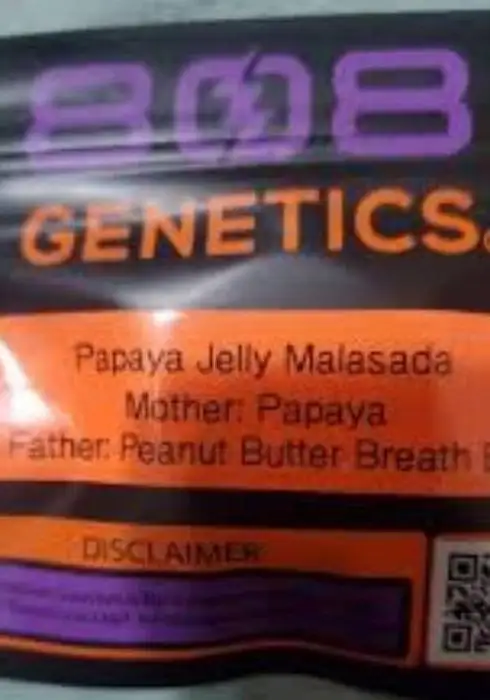 808
GENETICS
Papaya Jelly Malasada
Mother: Papaya
Father: Peanut Butter Breath
DISCLAIMER